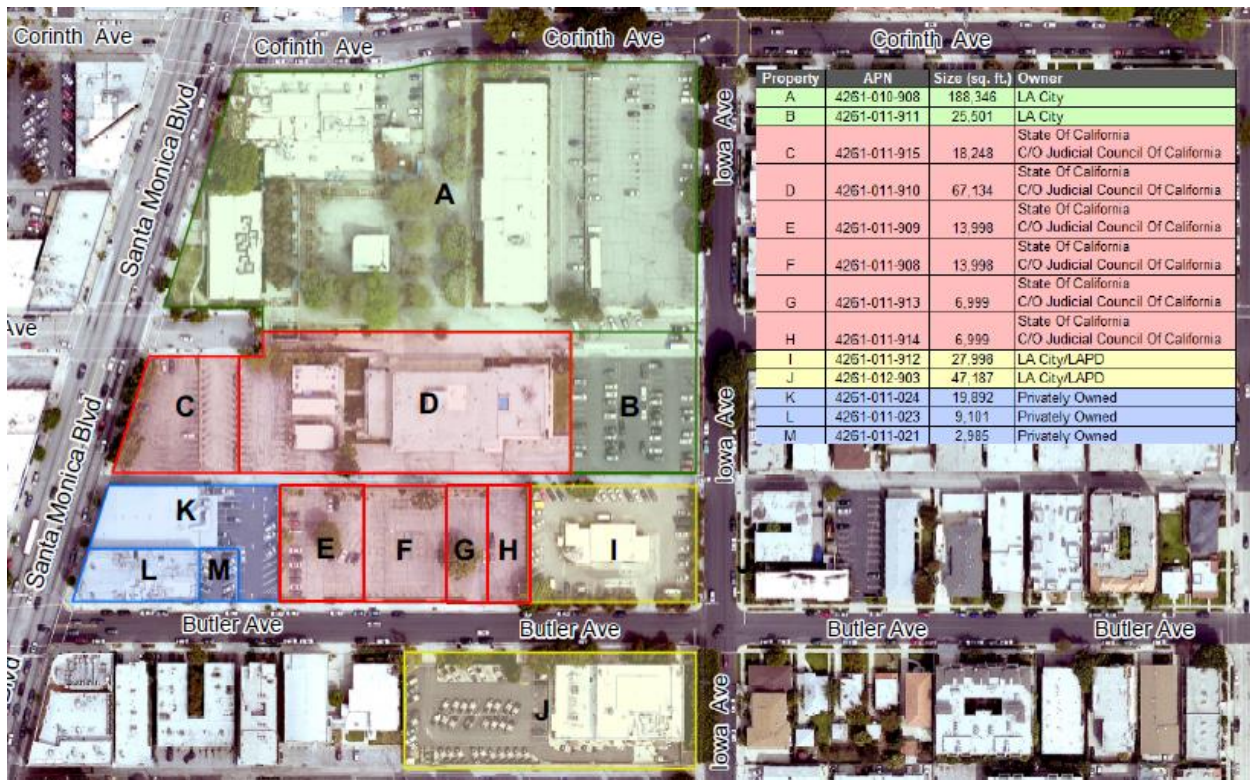 Corinth Ave
Corinth Ave
Corinth Ave
Corinth Ave
Santa Monica Blvd
Iowa Ave
Property APN Size (sq. ft.) Owner
A 4261-010-908 188,346 LA City
B 4261-011-911 25,501 LA City
C 4261-011-915 18,248 State Of California
C/O Judicial Council Of California
D 4261-011-910 67,134 State Of California
C/O Judicial Council Of California
E 4261-011-909 13,998 State Of California
C/O Judicial Council Of California
F 4261-011-908 13,998 State Of California
C/O Judicial Council Of California
G 4261-011-913 6,999 State Of California
C/O Judicial Council Of California
H 4261-011-914 6,999 State Of California
C/O Judicial Council Of California
I 4261-011-912 27,998 LA City/LAPD
J 4261-012-903 47,187 LA City/LAPD
K 4261-011-024 19,892 Privately Owned
L 4261-011-023 9,101 Privately Owned
M 4261-011-021 2,985 Privately Owned
A
Ave
C
D
B
Iowa Ave
Santa Monica Blvd
K
L
M
E
F
G
H
I
Butler Ave
Butler Ave
Butler Ave
Butler Ave
Blvd
J
Iowa Ave